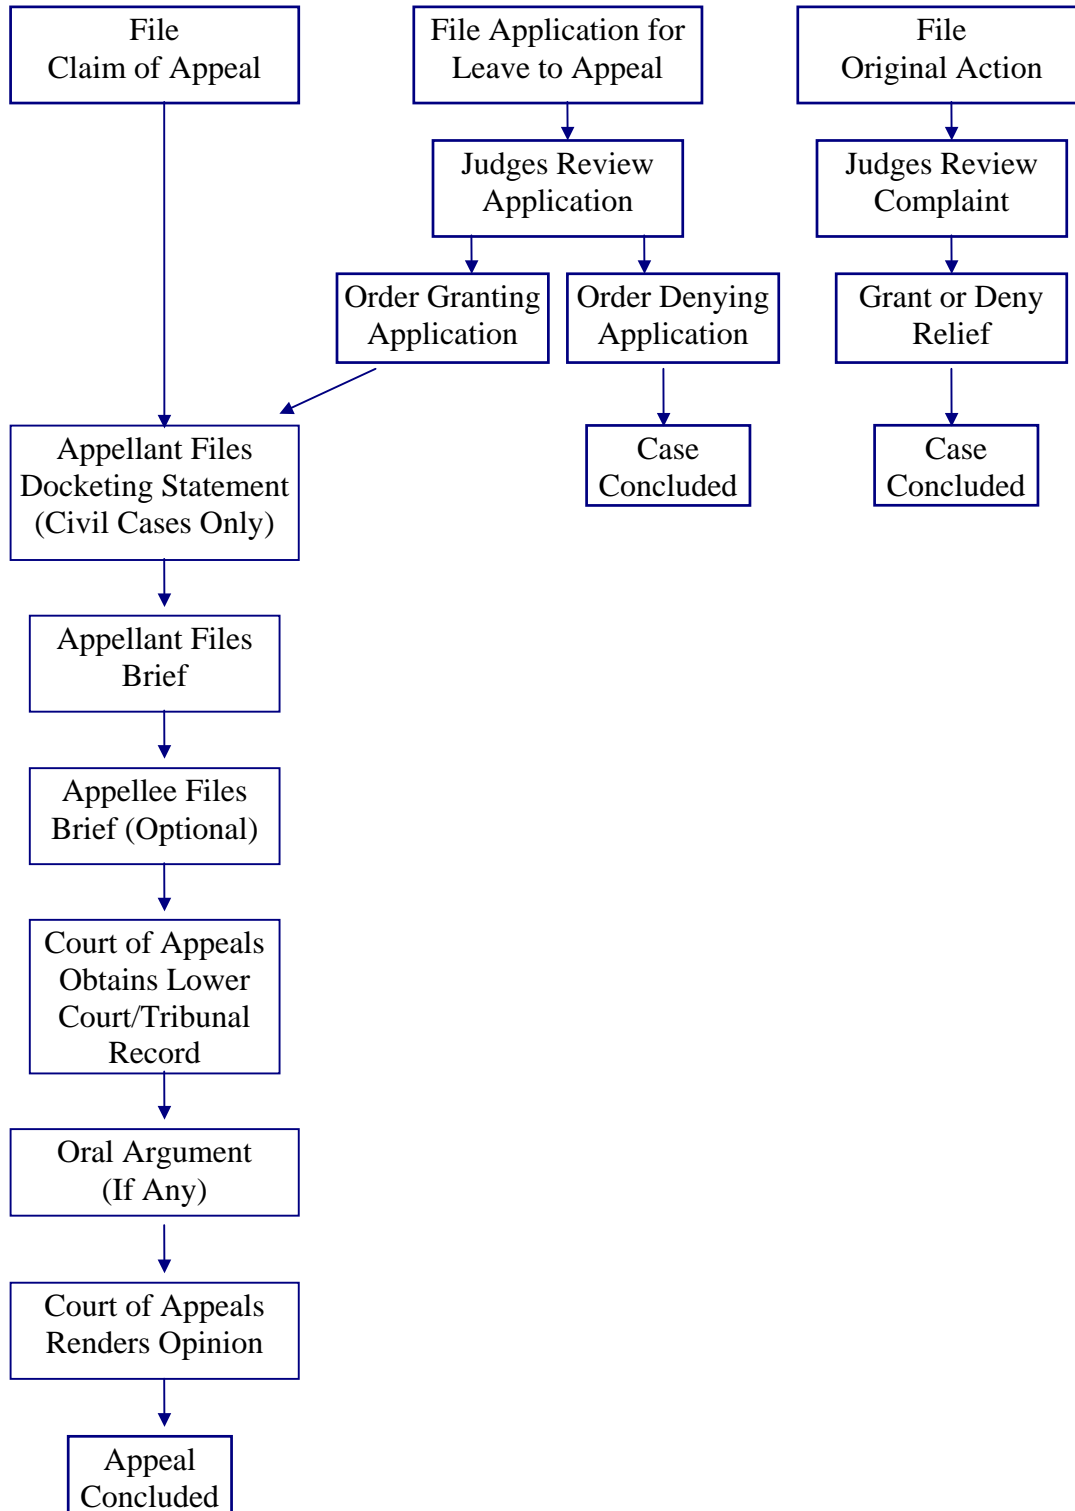 File
Claim of Appeal
File Application for
Leave to Appeal
File
Original Action
Judges Review
Application
Judges Review
Complaint
Order Granting
Application
Order Denying
Application
Grant or Deny
Relief
Appellant Files
Docketing Statement
(Civil Cases Only)
Case
Concluded
Case
Concluded
Appellant Files
Brief
Appellee Files
Brief (Optional)
Court of Appeals
Obtains Lower
Court/Tribunal
Record
Oral Argument
(If Any)
Court of Appeals
Renders Opinion
Appeal
Concluded